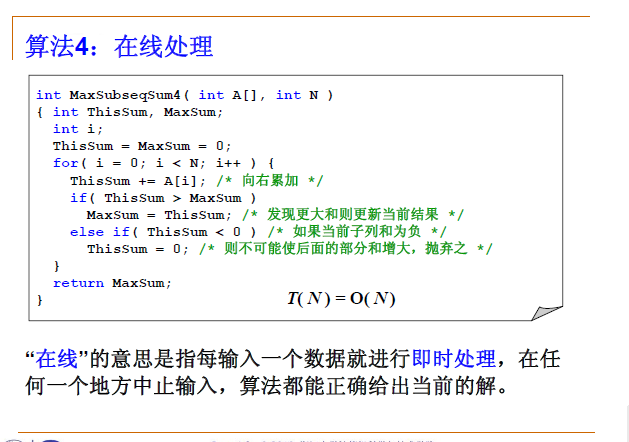 算法4：在线处理
int MaxSubseqSum4( int A[], int N )
{ int ThisSum, MaxSum;
int i;
ThisSum = MaxSum = 0;
for( i = 0; i < N; i++ ) {
ThisSum += A[i]; /* 向右累加 */
if( ThisSum > MaxSum )
MaxSum = ThisSum; /* 发现更大和则更新当前结果 */
else if( ThisSum < 0 ) /* 如果当前子列和为负 */
ThisSum = 0; /* 则不可能使后面的部分和增大，抛弃之 */
}
return MaxSum;
}
T( N ) = O( N )
“在线”的意思是指每输入一个数据就进行即时处理，在任
何一个地方中止输入，算法都能正确给出当前的解。